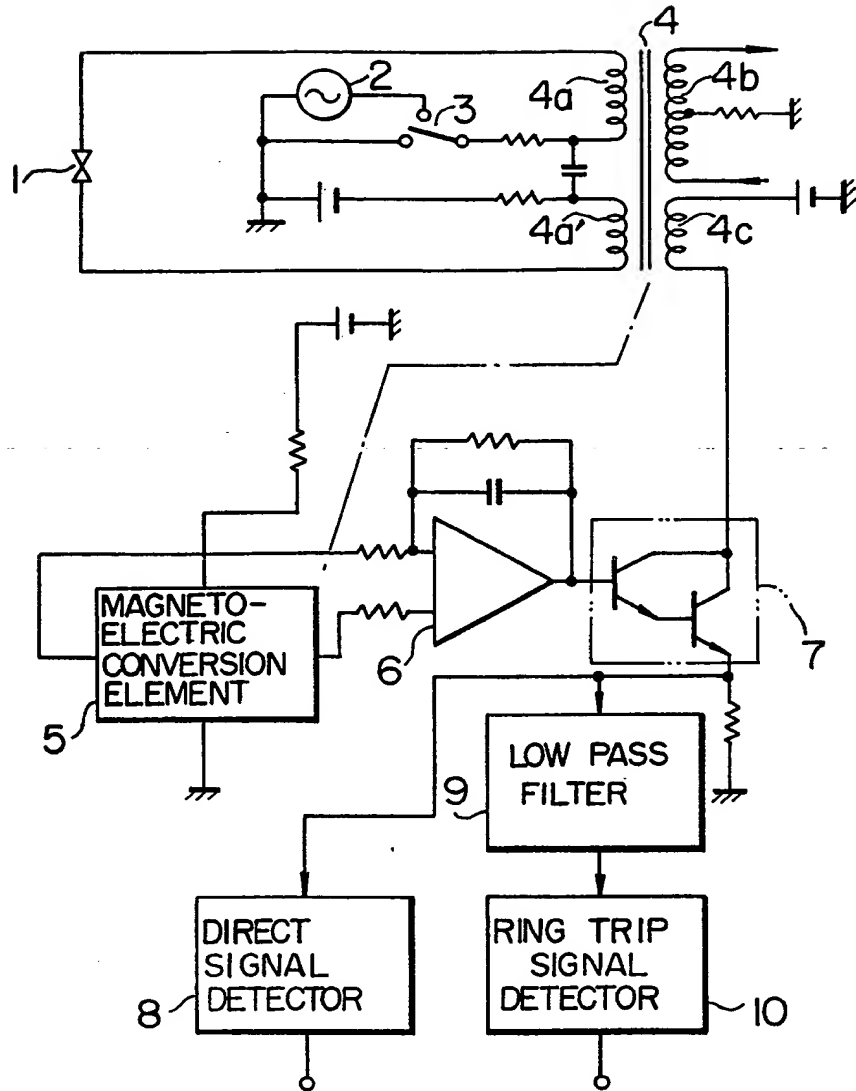 4
2
4a
4b
3
1
4a'
4c
MAGNETO-
ELECTRIC
CONVERSION
ELEMENT
5
6
7
LOW PASS
FILTER
9
DIRECT
SIGNAL
DETECTOR
8
RING TRIP
SIGNAL
DETECTOR
10